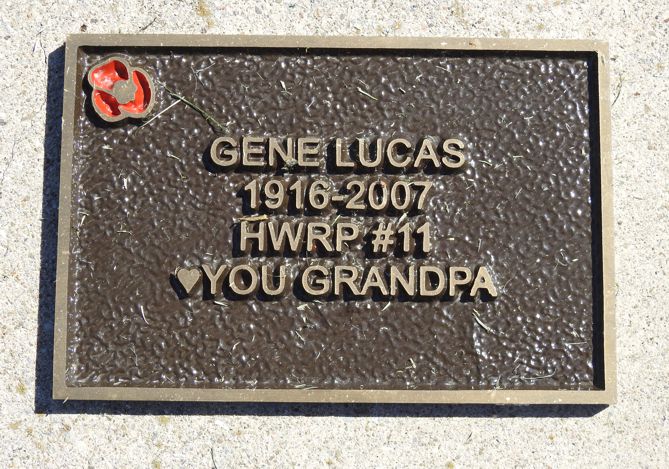 GENE LUCAS
1916-2007
HWRP #11
♥YOU GRANDPA